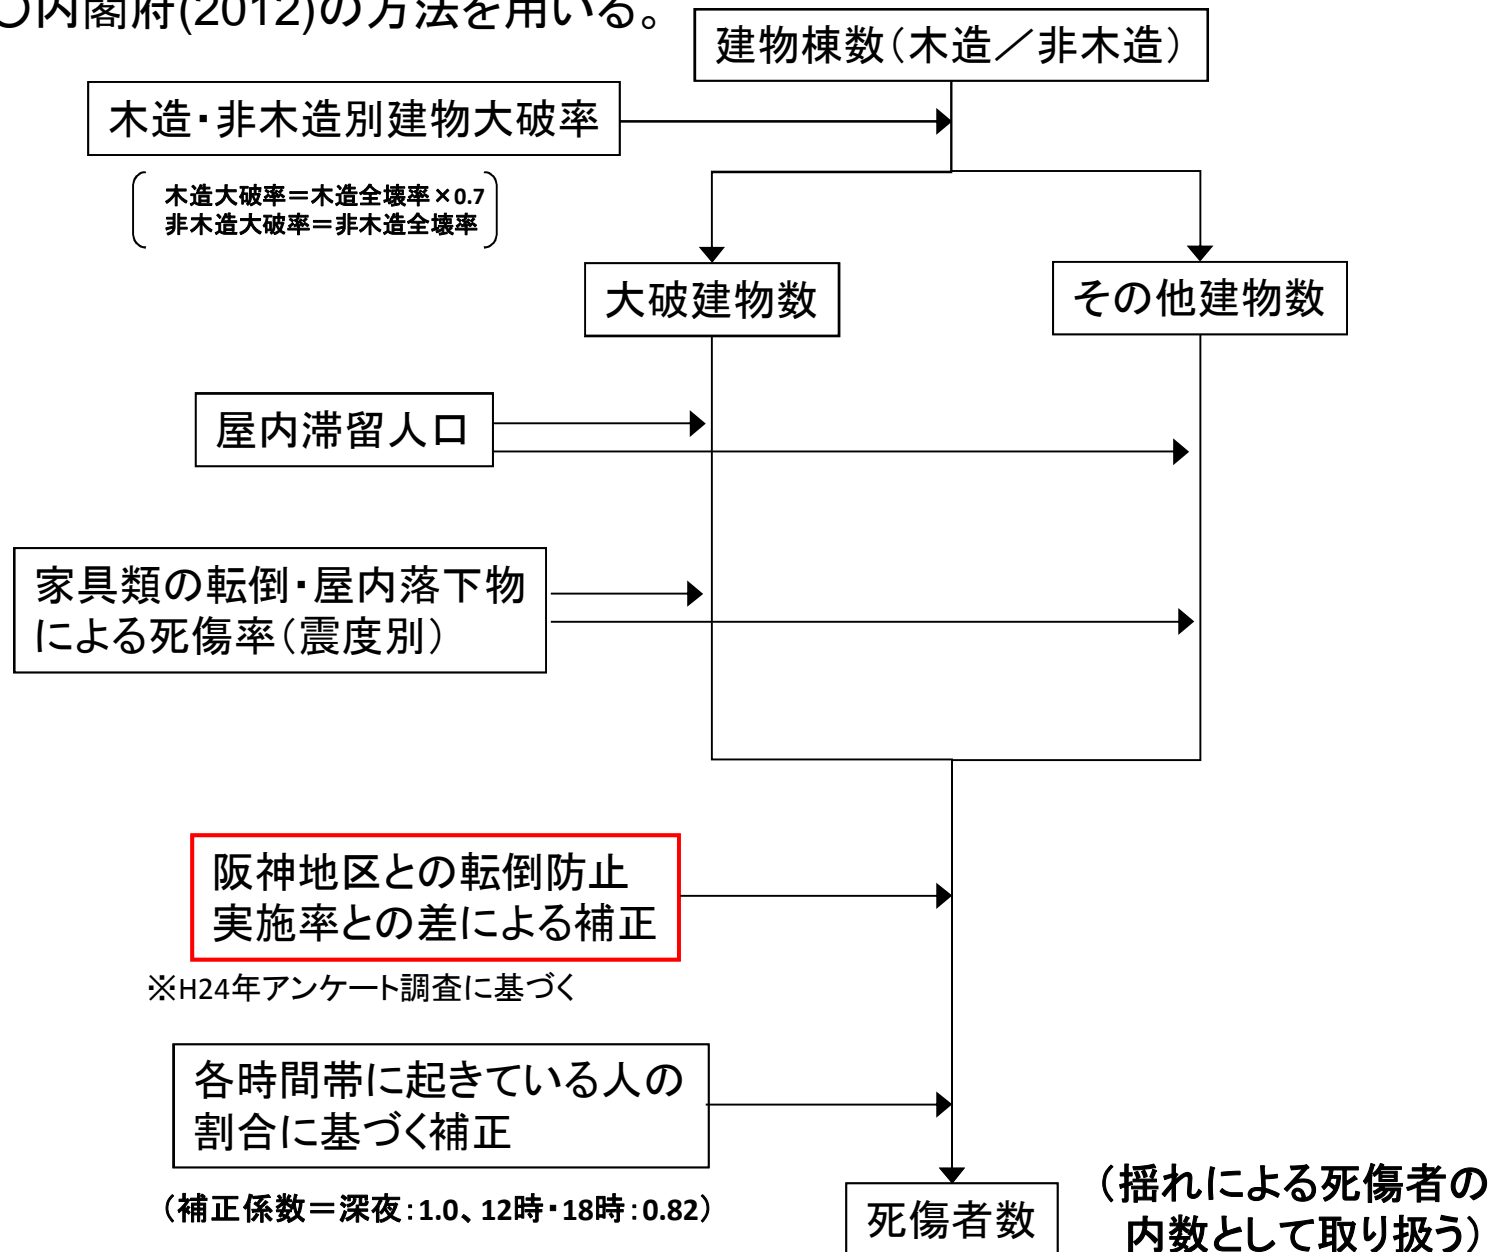 〇内閣府(2012)の方法を用いる。
建物棟数（木造／非木造）
木造・非木造別建物大破率
木造大破率＝木造全壊率×0.7
非木造大破率＝非木造全壊率
大破建物数
その他建物数
屋内滞留人口
家具類の転倒・屋内落下物
による死傷率（震度別）
阪神地区との転倒防止
実施率との差による補正
※H24年アンケート調査に基づく
各時間帯に起きている人の
割合に基づく補正
（補正係数＝深夜：1.0、12時・18時：0.82）
死傷者数
（揺れによる死傷者の
内数として取り扱う）